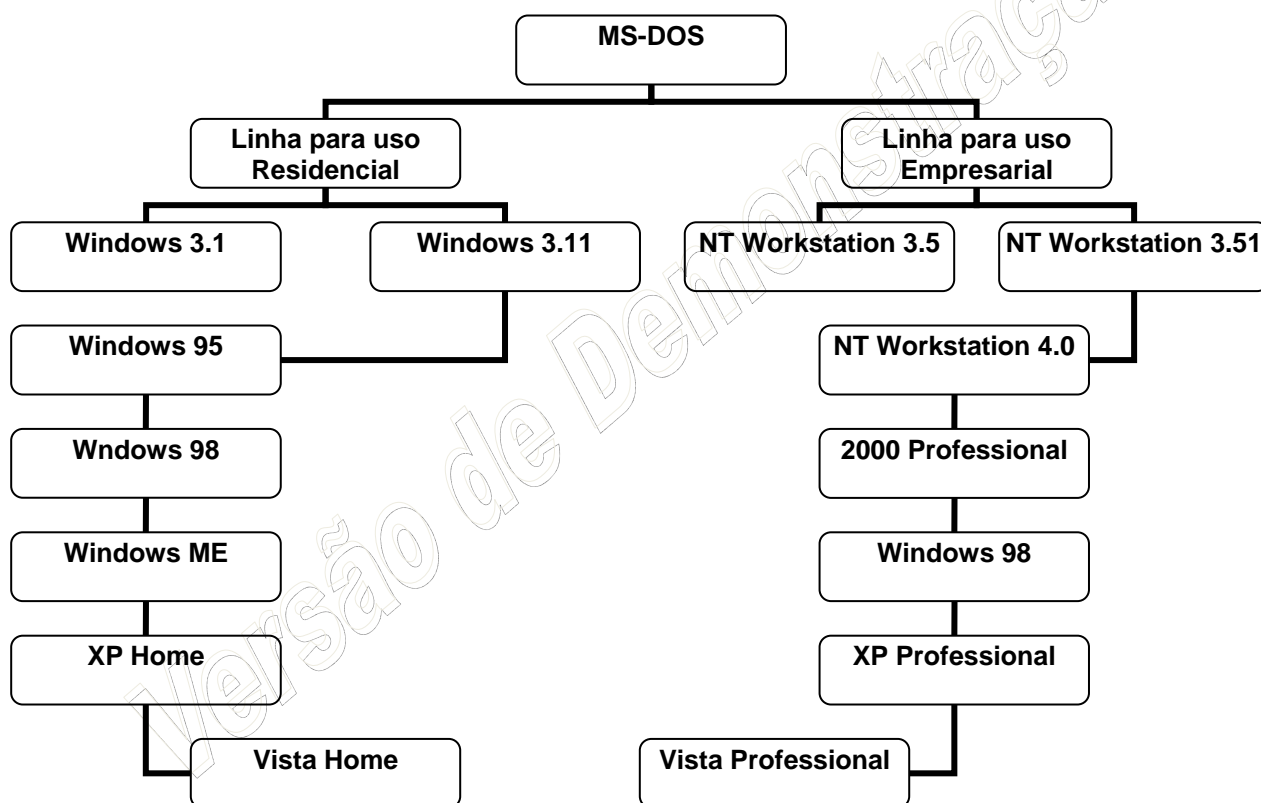 MS-DOS
Linha para uso
Residencial
Linha para uso
Empresarial
Windows 3.1
Windows 3.11
NT Workstation 3.5
NT Workstation 3.51
Windows 95
NT Workstation 4.0
Wndows 98
2000 Professional
Windows ME
Windows 98
XP Home
XP Professional
Vista Home
Vista Professional
Versão de Demonstraçã